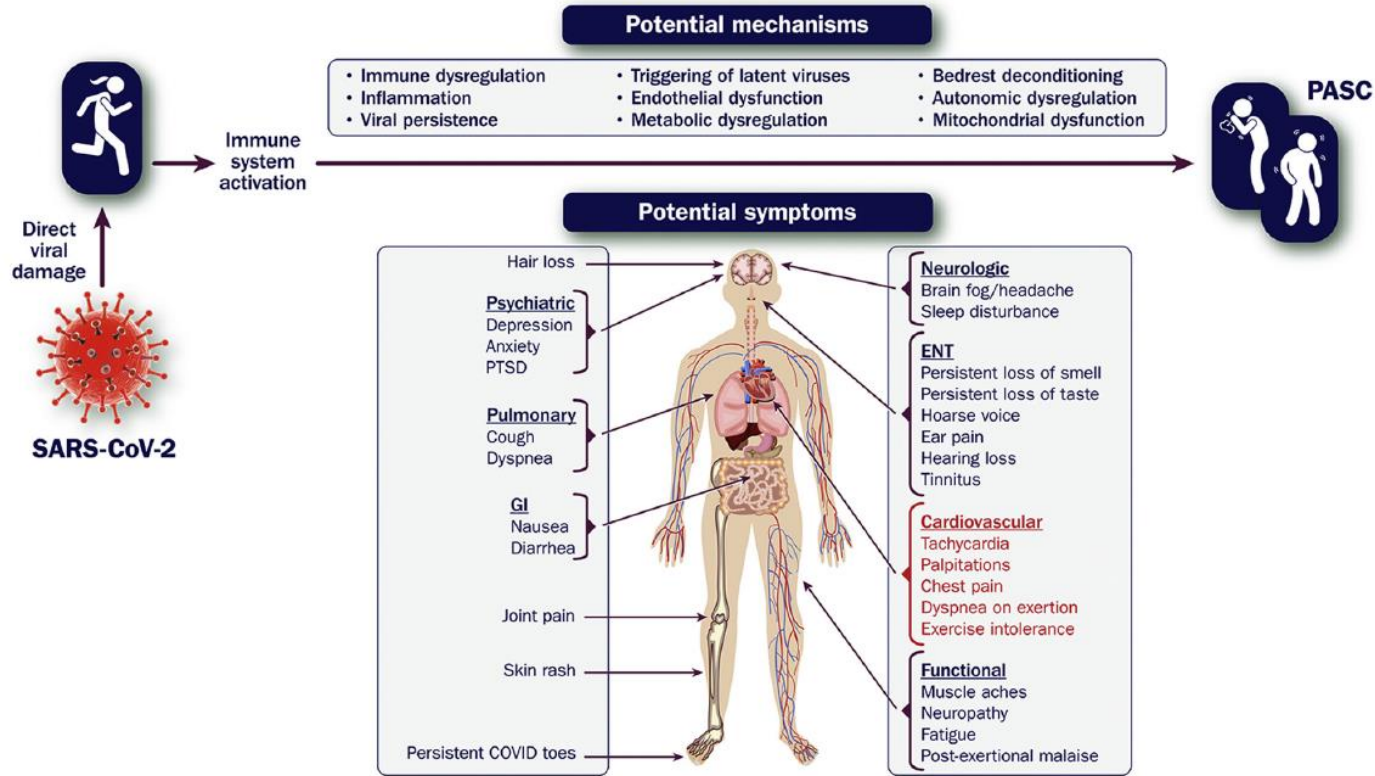 Potential mechanisms
• Immune dysregulation
• Inflammation
• Viral persistence
• Triggering of latent viruses
• Endothelial dysfunction
• Metabolic dysregulation
• Bedrest deconditioning
• Autonomic dysregulation
• Mitochondrial dysfunction
PASC
Immune
system
activation
Direct
viral
damage
SARS-CoV-2
Potential symptoms
Hair loss
Psychiatric
Depression
Anxiety
PTSD
Pulmonary
Cough
Dyspnea
GI
Nausea
Diarrhea
Joint pain
Skin rash
Persistent COVID toes
Neurologic
Brain fog/headache
Sleep disturbance
ENT
Persistent loss of smell
Persistent loss of taste
Hoarse voice
Ear pain
Hearing loss
Tinnitus
Cardiovascular
Tachycardia
Palpitations
Chest pain
Dyspnea on exertion
Exercise intolerance
Functional
Muscle aches
Neuropathy
Fatigue
Post-exertional malaise